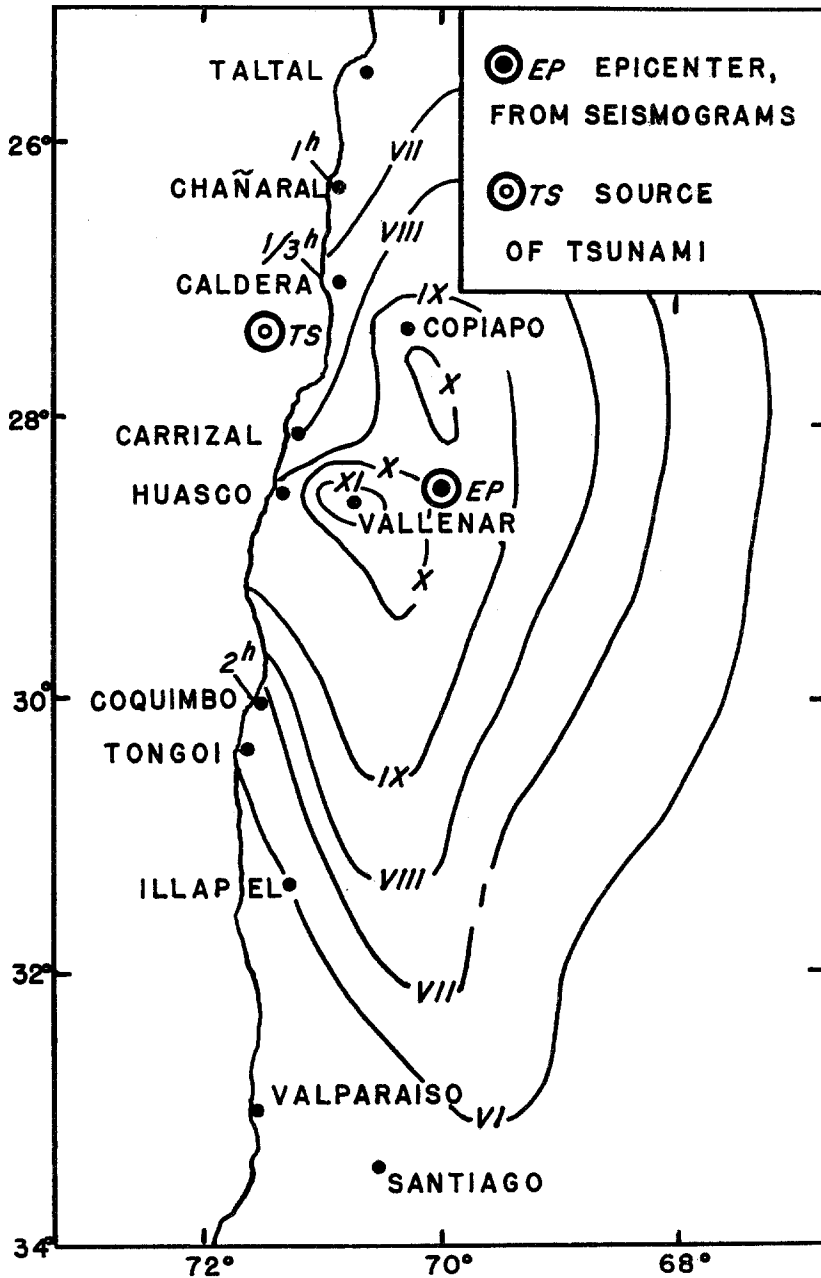 TALTAL
EP EPICENTER,
FROM SEISMOGRAMS
26°
1h
VII
CHAÑARAL
TS SOURCE
OF TSUNAMI
VIII
1/3h
CALDERA
IX
TS
COPIAPO
X
28°
CARRIZAL
X
HUASCO
XI
EP
VALLENAR
X
2h
30°
COQUIMBO
TONGOI
IX
ILLAPEL
VIII
32°
VII
VALPARAISO
VI
SANTIAGO
34°
72°
70°
68°